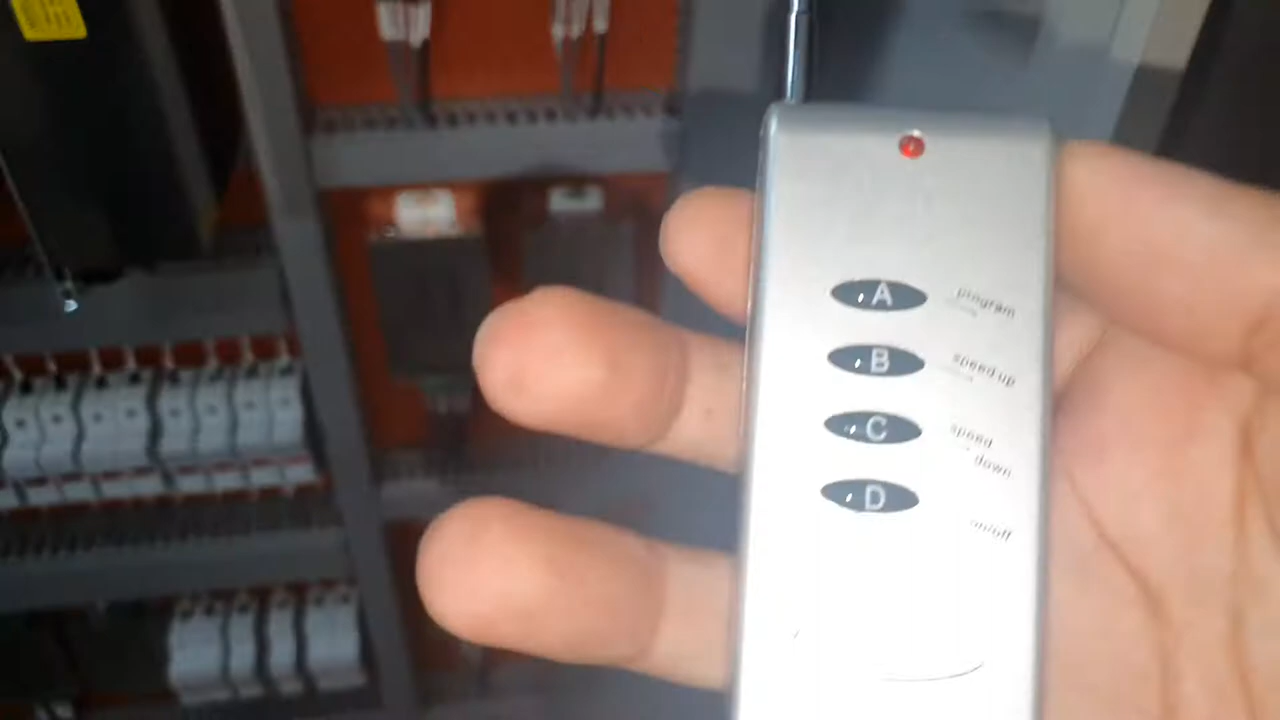 A program
B speed up
C speed
down
D on/off